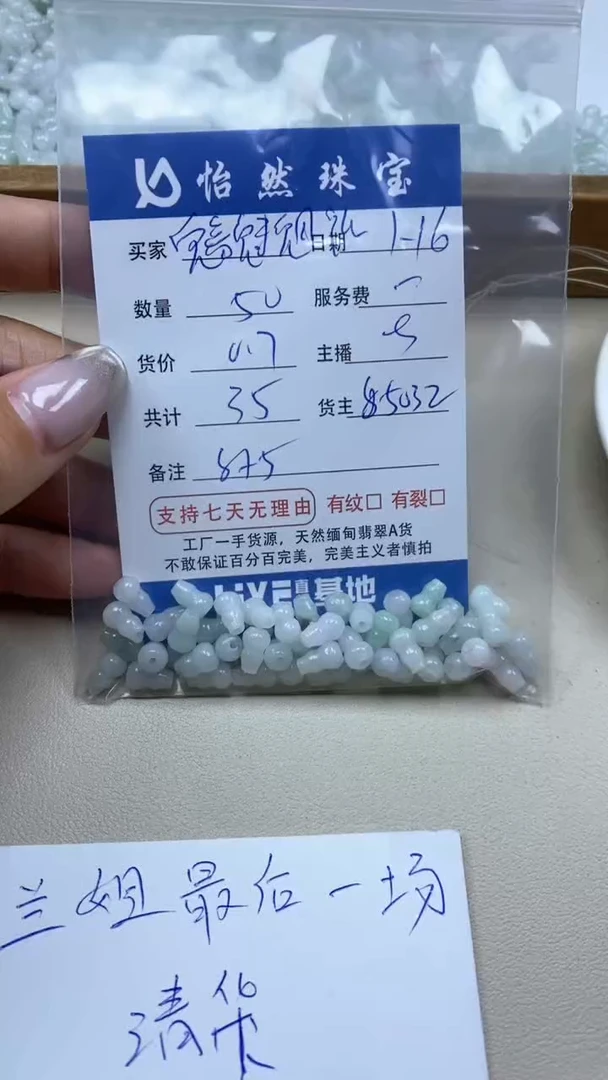 怡然珠宝
买家 日期 1-16
数量 50 服务费
货价 0.7 主播
共计 35 货主 85032
备注 875
支持七天无理由 有纹□ 有裂□
工厂一手货源，天然缅甸翡翠A货
不敢保证百分百完美，完美主义者慎拍
基地
兰姐最后一场
清货